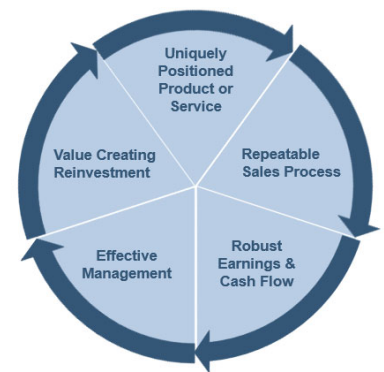 Uniquely
Positioned
Product or
Service
Repeatable
Sales Process
Robust
Earnings &
Cash Flow
Effective
Management
Value Creating
Reinvestment